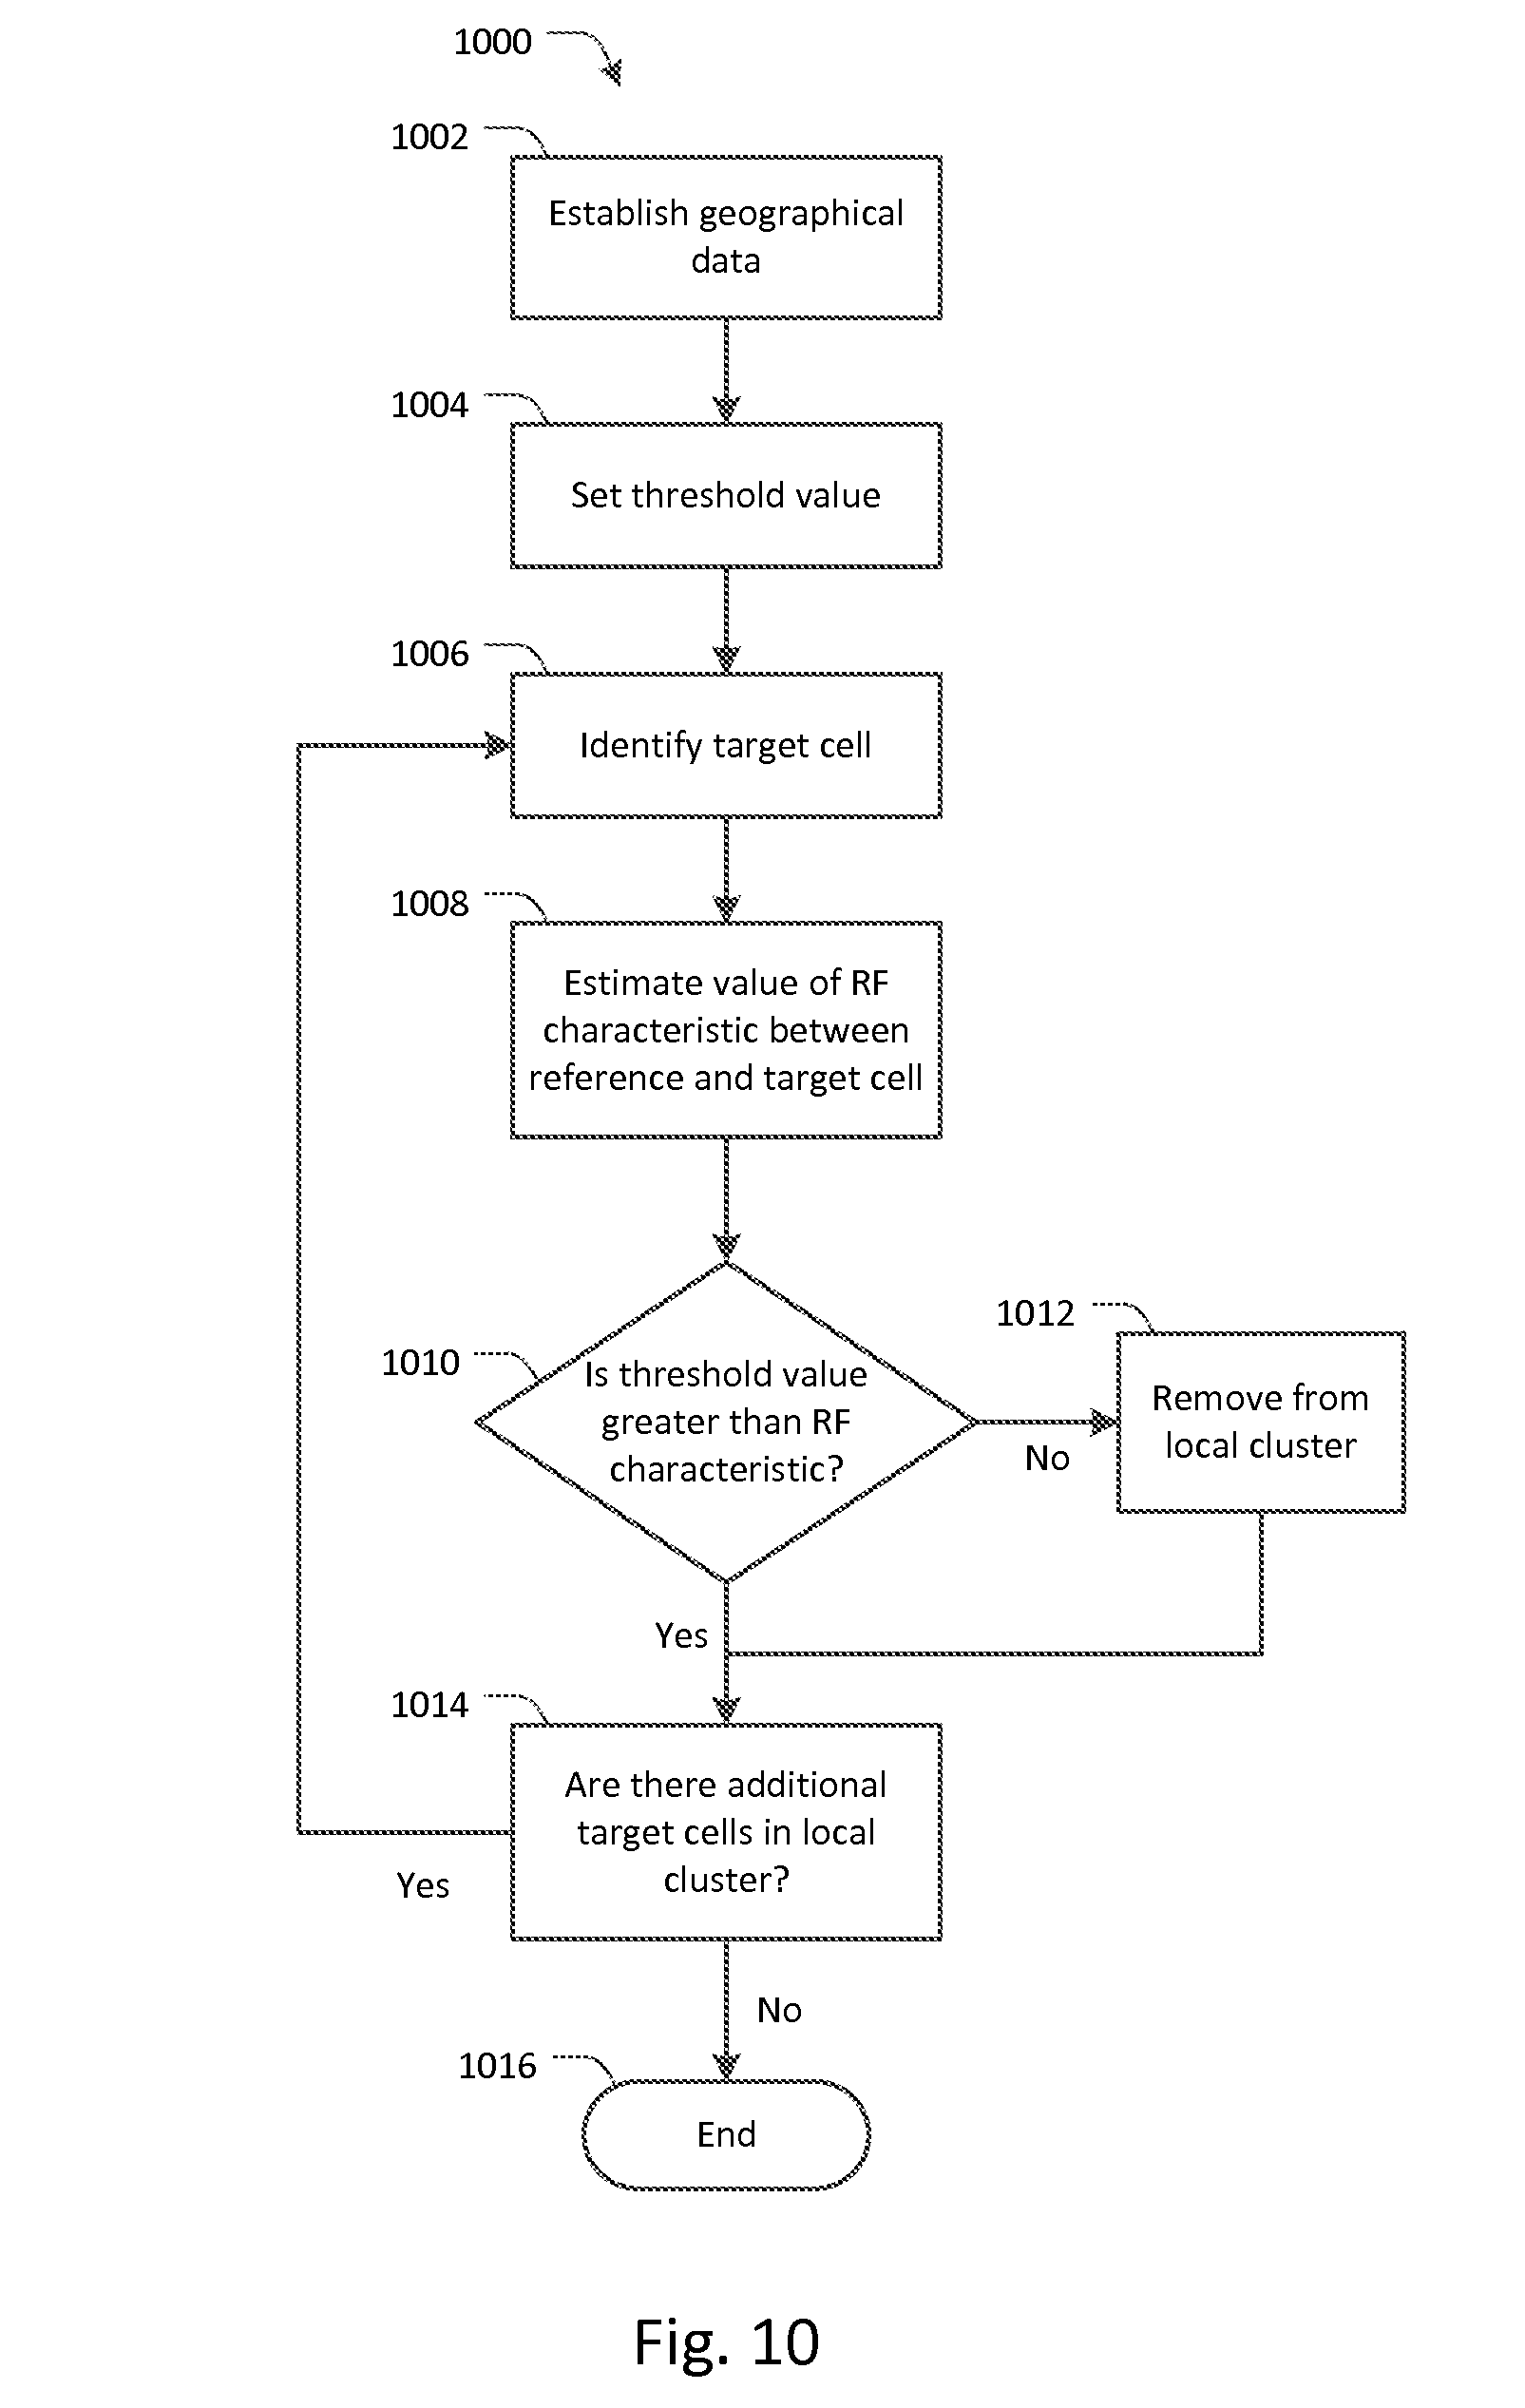 1000
1002
Establish geographical
data
1004
Set threshold value
1006
Identify target cell
1008
Estimate value of RF
characteristic between
reference and target cell
1010
Is threshold value
greater than RF
characteristic?
No
1012
Remove from
local cluster
Yes
1014
Are there additional
target cells in local
cluster?
Yes
No
1016
End
Fig. 10